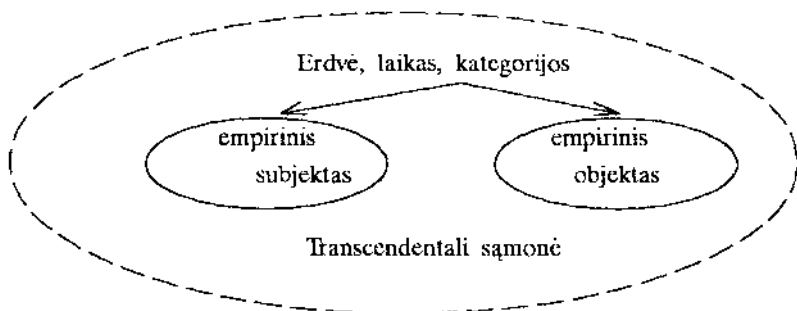 Erdvė, laikas, kategorijos
empirinis empirinis
subjektas objektas
Transcendentali sąmonė